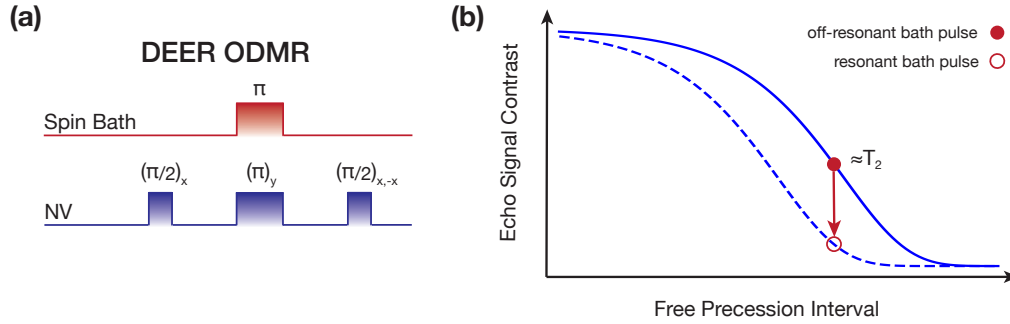 (a)
DEER ODMR
π
Spin Bath
(π/2)x
(π)y
(π/2)x,-x
NV
(b)
Echo Signal Contrast
off-resonant bath pulse
resonant bath pulse
≈T2
Free Precession Interval